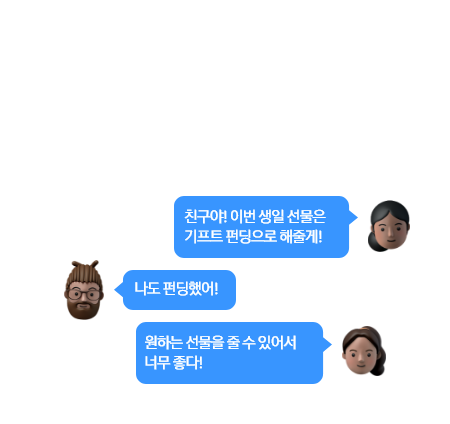 친구야! 이번 생일 선물은
기프트 펀딩으로 해줄게!
나도 펀딩했어!
원하는 선물을 줄 수 있어서
너무 좋다!